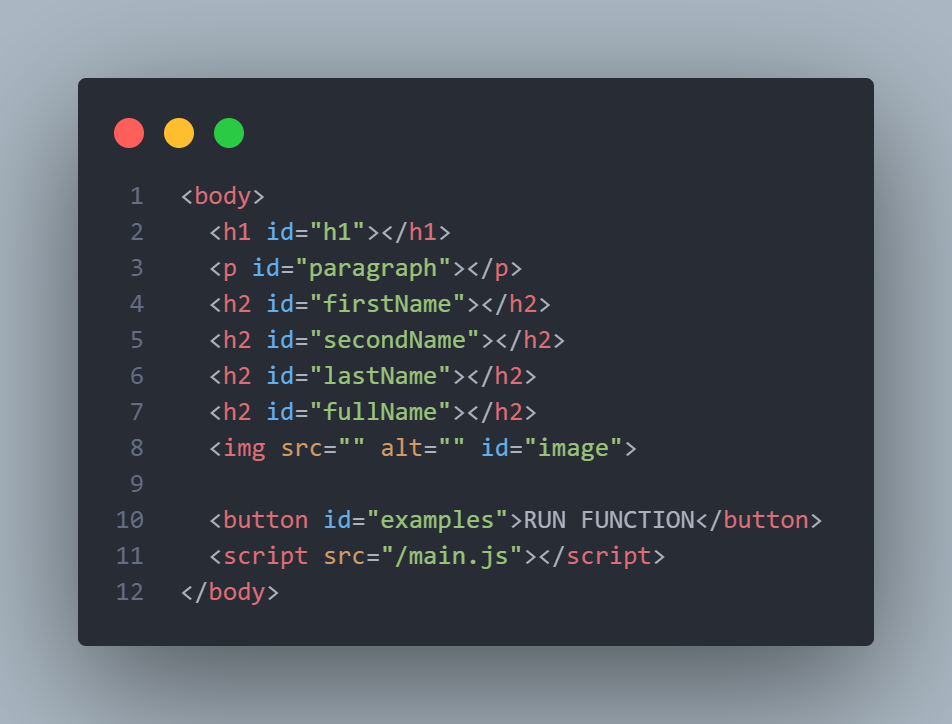 1 <body>
2 <h1 id="h1"></h1>
3 <p id="paragraph"></p>
4 <h2 id="firstName"></h2>
5 <h2 id="secondName"></h2>
6 <h2 id="lastName"></h2>
7 <h2 id="fullName"></h2>
8 <img src="" alt="" id="image">
9
10 <button id="examples">RUN FUNCTION</button>
11 <script src="/main.js"></script>
12 </body>